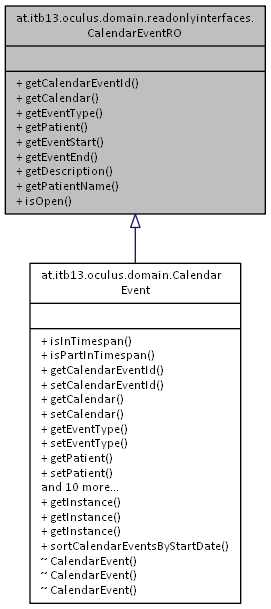 at.itb13.oculus.domain.readonlyinterfaces.
CalendarEventRO
+ getCalendarEventId()
+ getCalendar()
+ getEventType()
+ getPatient()
+ getEventStart()
+ getEventEnd()
+ getDescription()
+ getPatientName()
+ isOpen()
at.itb13.oculus.domain.Calendar
Event
+ isInTimespan()
+ isPartInTimespan()
+ getCalendarEventId()
+ setCalendarEventId()
+ getCalendar()
+ setCalendar()
+ getEventType()
+ setEventType()
+ getPatient()
+ setPatient()
and 10 more...
+ getInstance()
+ getInstance()
+ getInstance()
+ sortCalendarEventsByStartDate()
~ CalendarEvent()
~ CalendarEvent()
~ CalendarEvent()